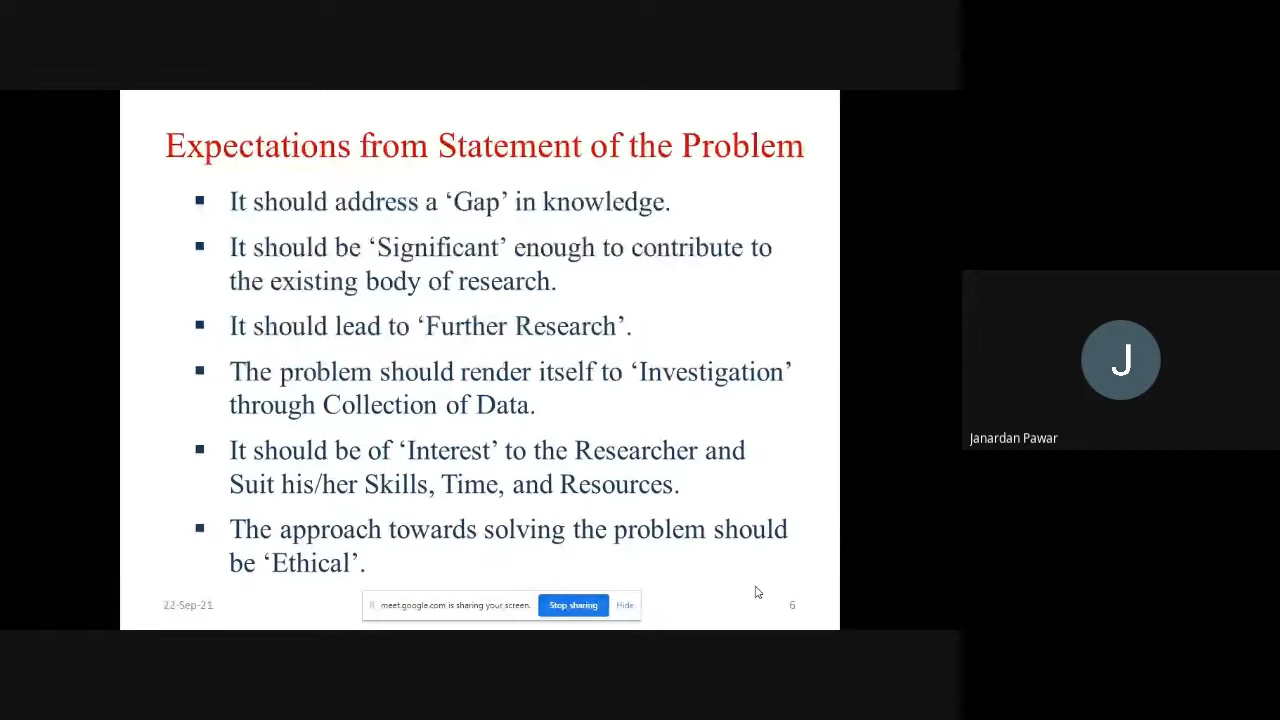 Expectations from Statement of the Problem
▪ It should address a ‘Gap’ in knowledge.
▪ It should be ‘Significant’ enough to contribute to
the existing body of research.
▪ It should lead to ‘Further Research’.
▪ The problem should render itself to ‘Investigation’
through Collection of Data.
▪ It should be of ‘Interest’ to the Researcher and
Suit his/her Skills, Time, and Resources.
▪ The approach towards solving the problem should
be ‘Ethical’.
22-Sep-21
meet.google.com is sharing your screen.
Stop sharing
Hide
6
J
Janardan Pawar